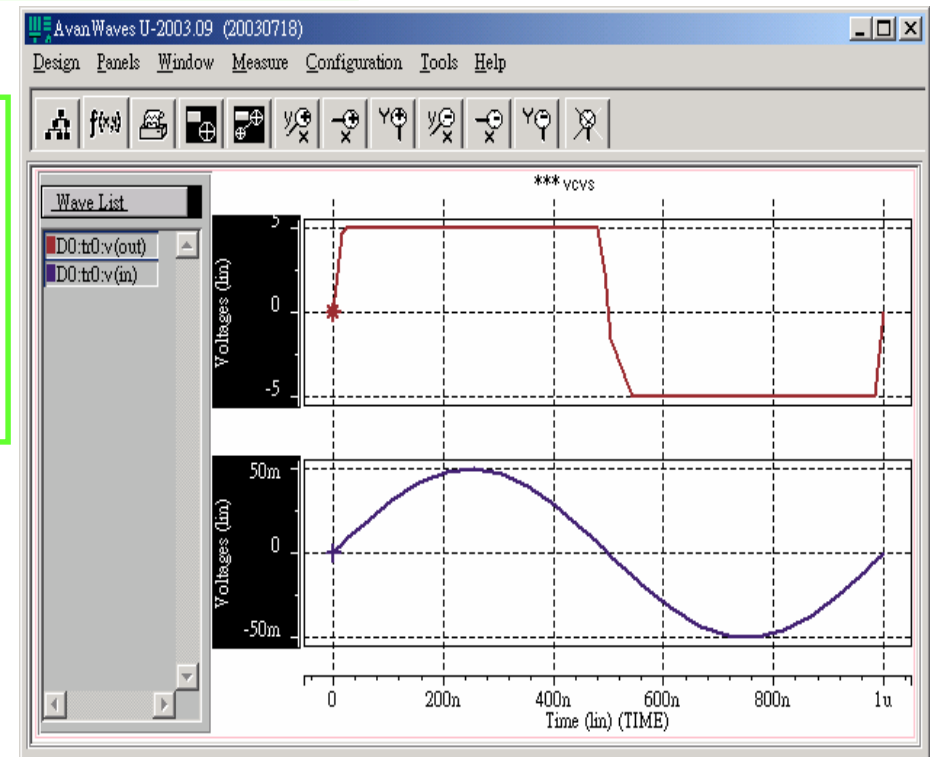 AvanWaves U-2003.09 (20030718)
Design Panels Window Measure Configuration Tools Help
f(x,y)
*** vcvs
Wave List
D0:tr0:v(out)
D0:tr0:v(in)
Voltages (lin)
5
0
-5
Voltages (lin)
50m
0
-50m
0 200n 400n 600n 800n 1u
Time (lin) (TIME)